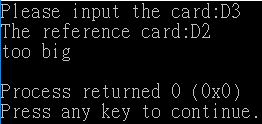 Please input the card:D3
The reference card:D2
too big
Process returned 0 (0x0)
Press any key to continue.